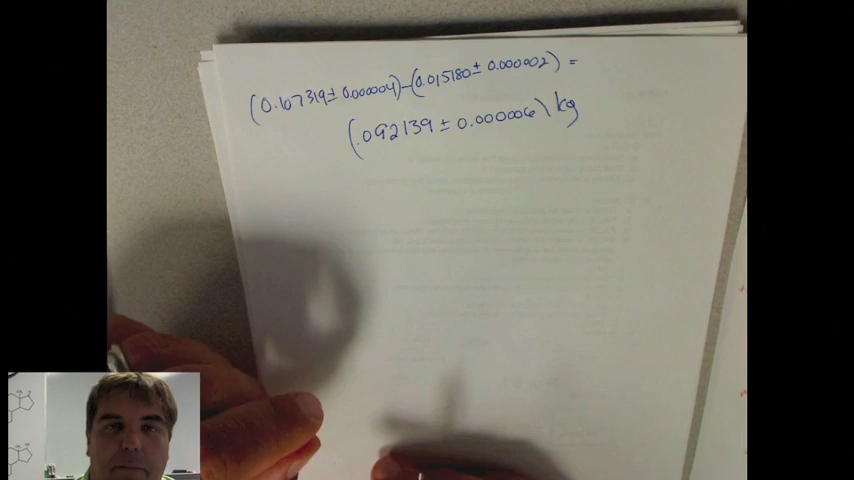 (0.107319 ± 0.000004) - (0.015180 ± 0.000002) =
(.092139 ± 0.000006) kg